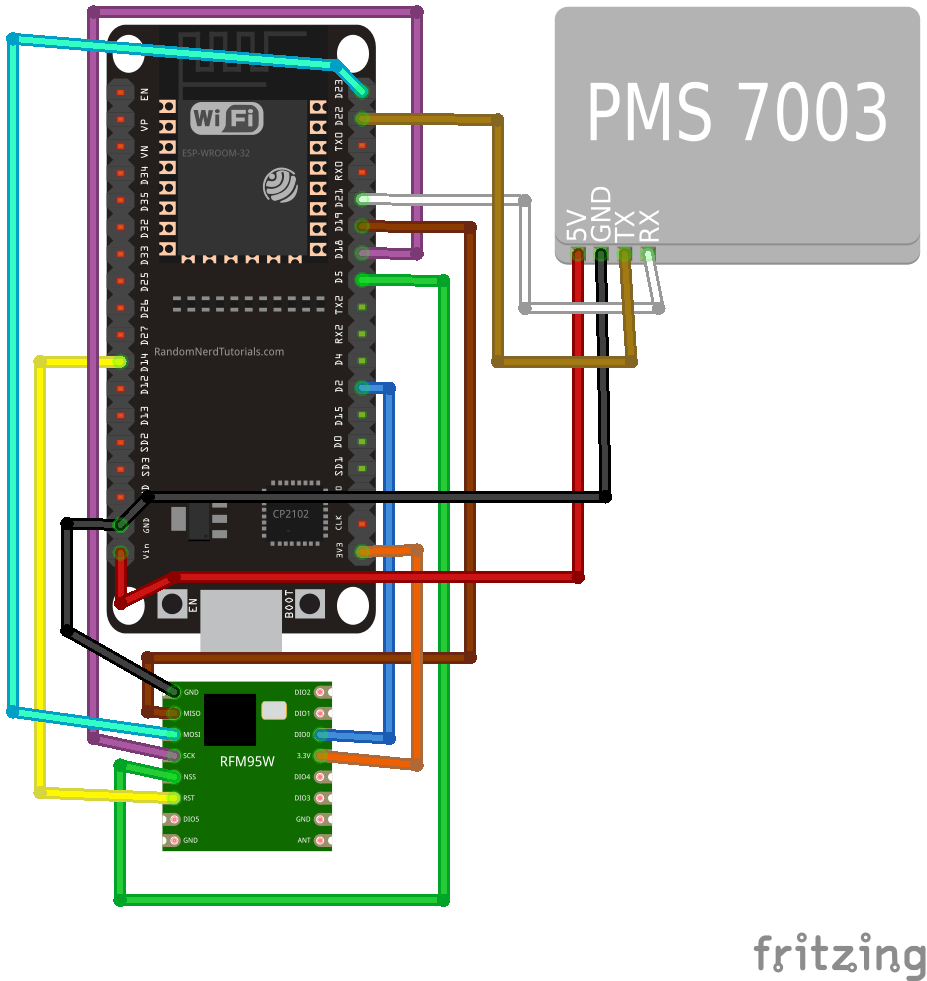 PMS 7003
5V
GND
TX
RX
WiFi
ESP-WROOM-32
EN
VP
VN
D34
D35
D32
D33
D25
D26
D27
D14
D12
D13
SD2
SD3
GND
Vin
D23
D22
TX0
RX0
D21
D19
D18
D5
TX2
RX2
D4
D2
D15
D0
SD1
CLK
3V3
RandomNerdTutorials.com
CP2102
EN
BOOT
GND
MISO
MOSI
SCK
NSS
RST
DIO5
GND
RFM95W
DIO2
DIO1
DIO0
3.3V
DIO4
DIO3
GND
ANT
fritzing